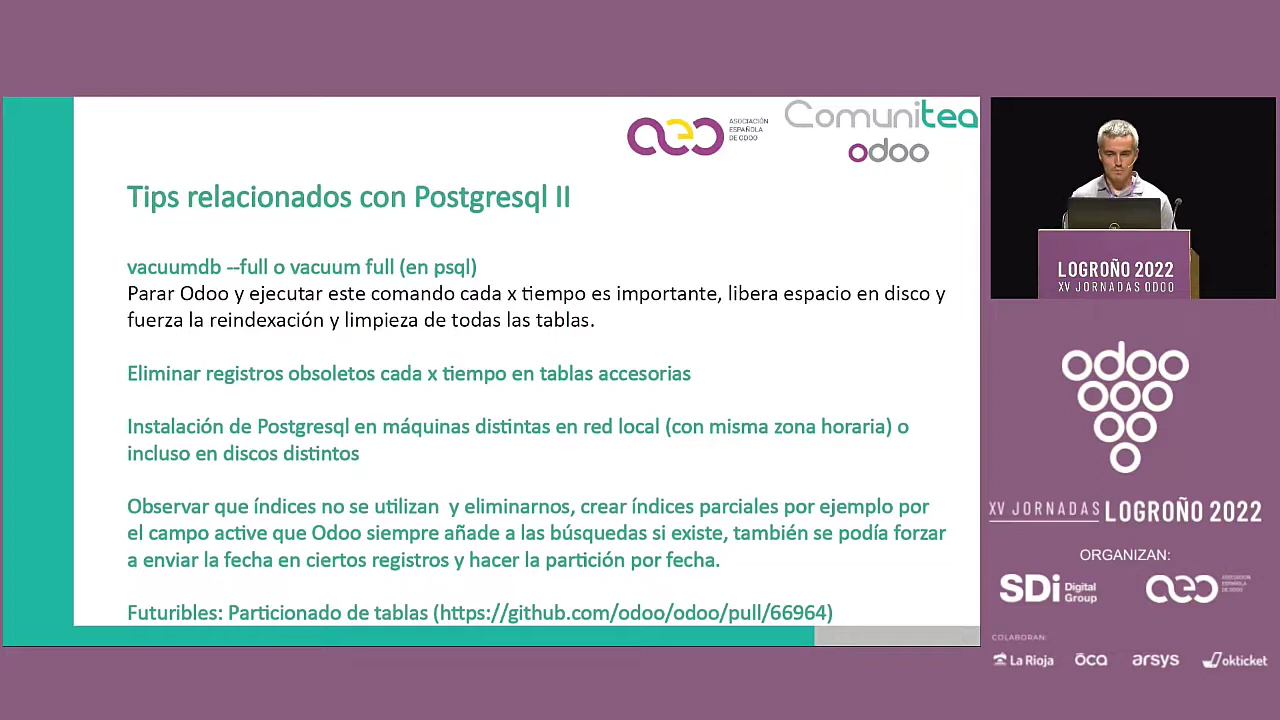 aeo
ASOCIACIÓN
ESPAÑOLA
DE ODOO
Comunitea
odoo
Tips relacionados con Postgresql II
vacuumdb --full o vacuum full (en psql)
Parar Odoo y ejecutar este comando cada x tiempo es importante, libera espacio en disco y
fuerza la reindexación y limpieza de todas las tablas.
Eliminar registros obsoletos cada x tiempo en tablas accesorias
Instalación de Postgresql en máquinas distintas en red local (con misma zona horaria) o
incluso en discos distintos
Observar que índices no se utilizan  y eliminarnos, crear índices parciales por ejemplo por
el campo active que Odoo siempre añade a las búsquedas si existe, también se podía forzar
a enviar la fecha en ciertos registros y hacer la partición por fecha.
Futuribles: Particionado de tablas (https://github.com/odoo/odoo/pull/66964)
LOGROÑO 2022
XV JORNADAS ODOO
odoo
XV JORNADAS LOGROÑO 2022
ORGANIZAN:
SDi Digital
Group
aeo
ASOCIACIÓN
ESPAÑOLA
DE ODOO
COLABORAN:
La Rioja
ōca
arsys
okticket